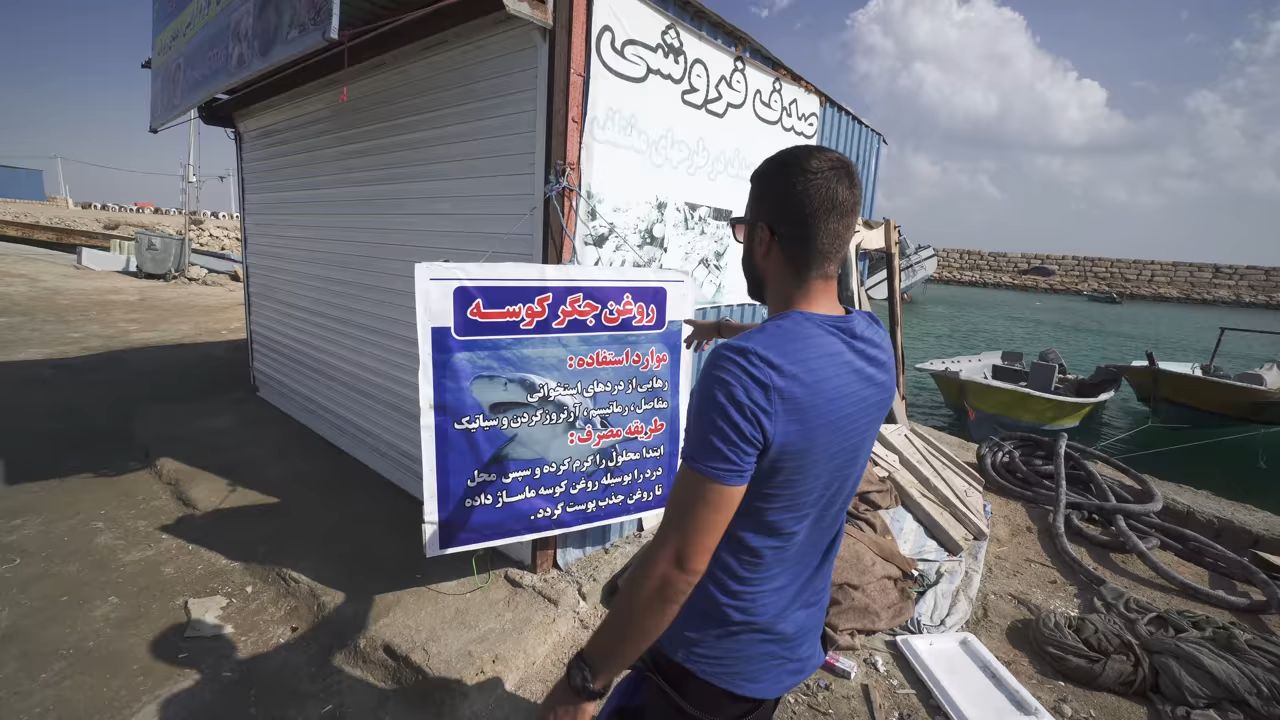 صدف فروشی
روغن جگر کوسه
موارد استفاده :
رهایی از دردهای استخوانی
مفاصل ، رماتیسم ، آرتروز گردن و سیاتیک
طریقه مصرف :
ابتدا محلول را گرم کرده و سپس محل
درد را بوسیله روغن کوسه ماساژ داده
تا روغن جذب پوست گردد .